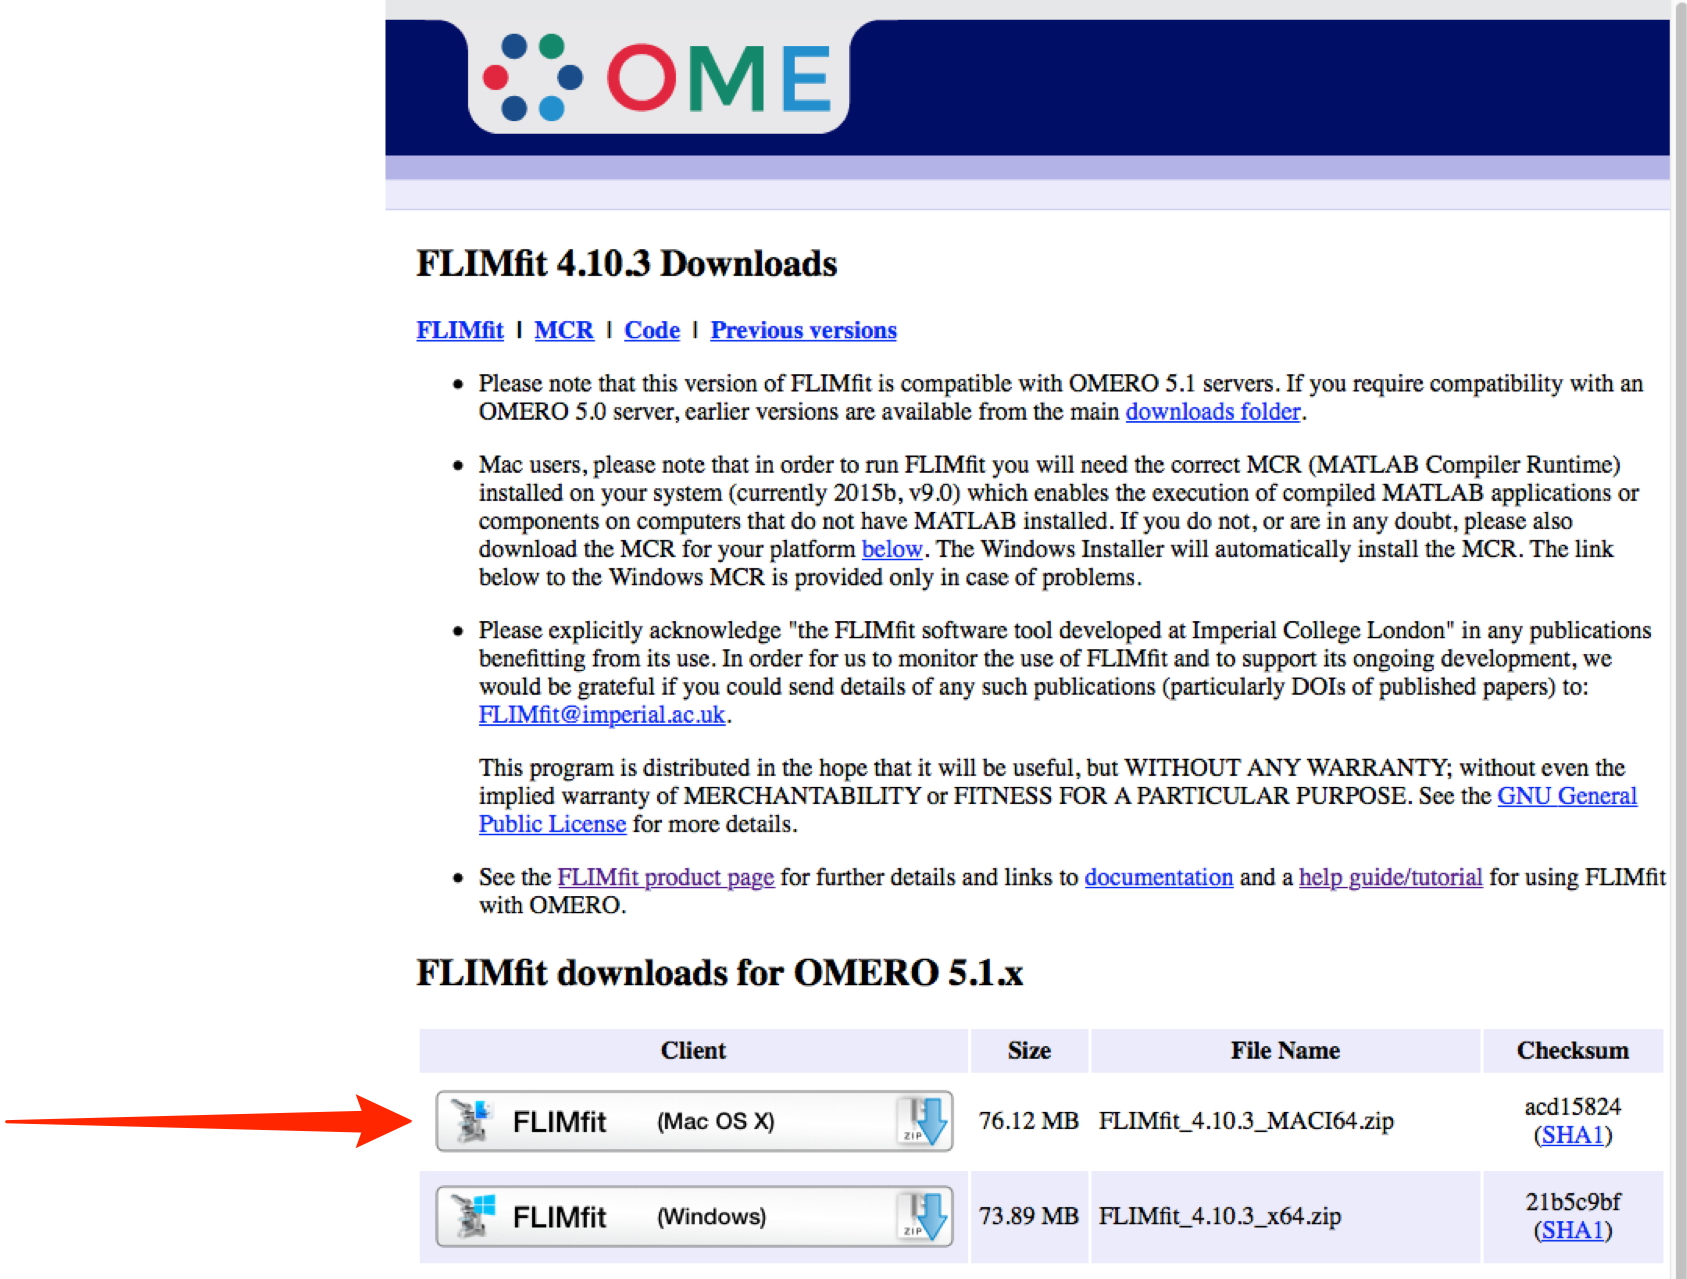 OME
FLIMfit 4.10.3 Downloads
FLIMfit | MCR | Code | Previous versions
• Please note that this version of FLIMfit is compatible with OMERO 5.1 servers. If you require compatibility with an
OMERO 5.0 server, earlier versions are available from the main downloads folder.
• Mac users, please note that in order to run FLIMfit you will need the correct MCR (MATLAB Compiler Runtime)
installed on your system (currently 2015b, v9.0) which enables the execution of compiled MATLAB applications or
components on computers that do not have MATLAB installed. If you do not, or are in any doubt, please also
download the MCR for your platform below. The Windows Installer will automatically install the MCR. The link
below to the Windows MCR is provided only in case of problems.
• Please explicitly acknowledge "the FLIMfit software tool developed at Imperial College London" in any publications
benefitting from its use. In order for us to monitor the use of FLIMfit and to support its ongoing development, we
would be grateful if you could send details of any such publications (particularly DOIs of published papers) to:
FLIMfit@imperial.ac.uk.
This program is distributed in the hope that it will be useful, but WITHOUT ANY WARRANTY; without even the
implied warranty of MERCHANTABILITY or FITNESS FOR A PARTICULAR PURPOSE. See the GNU General
Public License for more details.
• See the FLIMfit product page for further details and links to documentation and a help guide/tutorial for using FLIMfit
with OMERO.
FLIMfit downloads for OMERO 5.1.x
Client Size File Name Checksum
FLIMfit (Mac OS X) ZIP 76.12 MB FLIMfit_4.10.3_MACI64.zip acd15824
(SHA1)
FLIMfit (Windows) ZIP 73.89 MB FLIMfit_4.10.3_x64.zip 21b5c9bf
(SHA1)